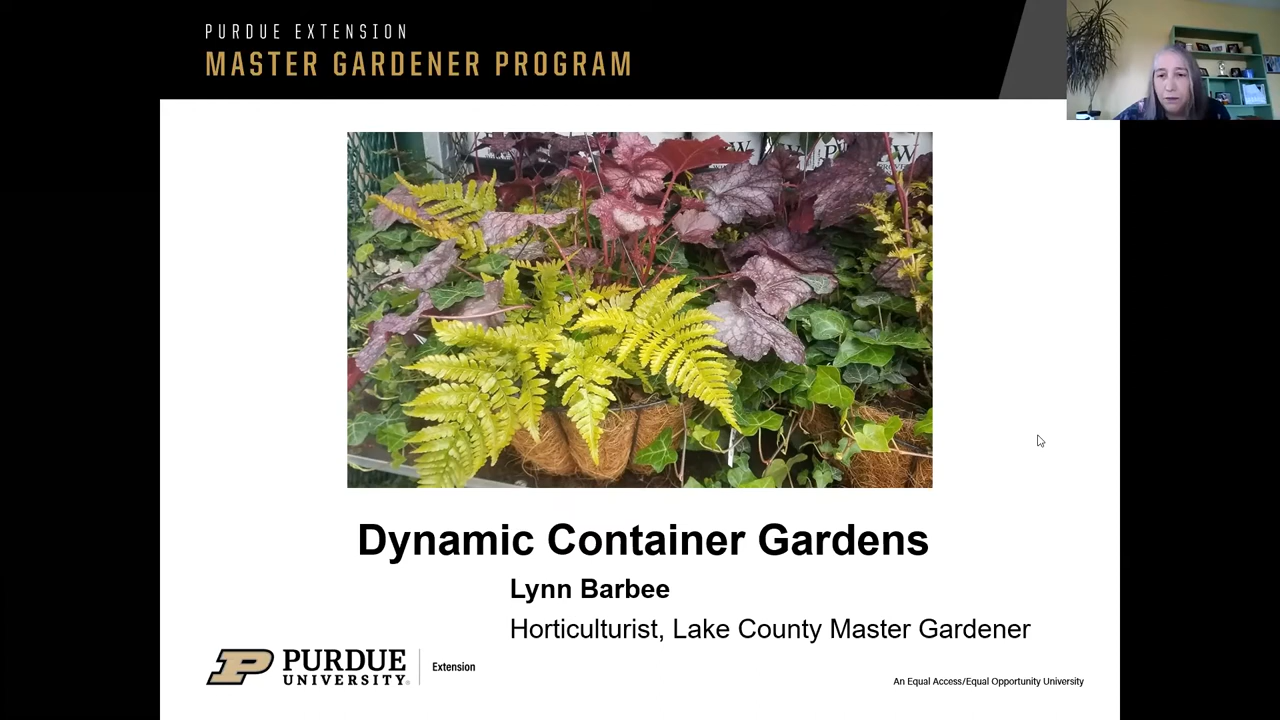 PURDUE EXTENSION
MASTER GARDENER PROGRAM
Dynamic Container Gardens
Lynn Barbee
Horticulturist, Lake County Master Gardener
PURDUE
UNIVERSITY®
Extension
An Equal Access/Equal Opportunity University